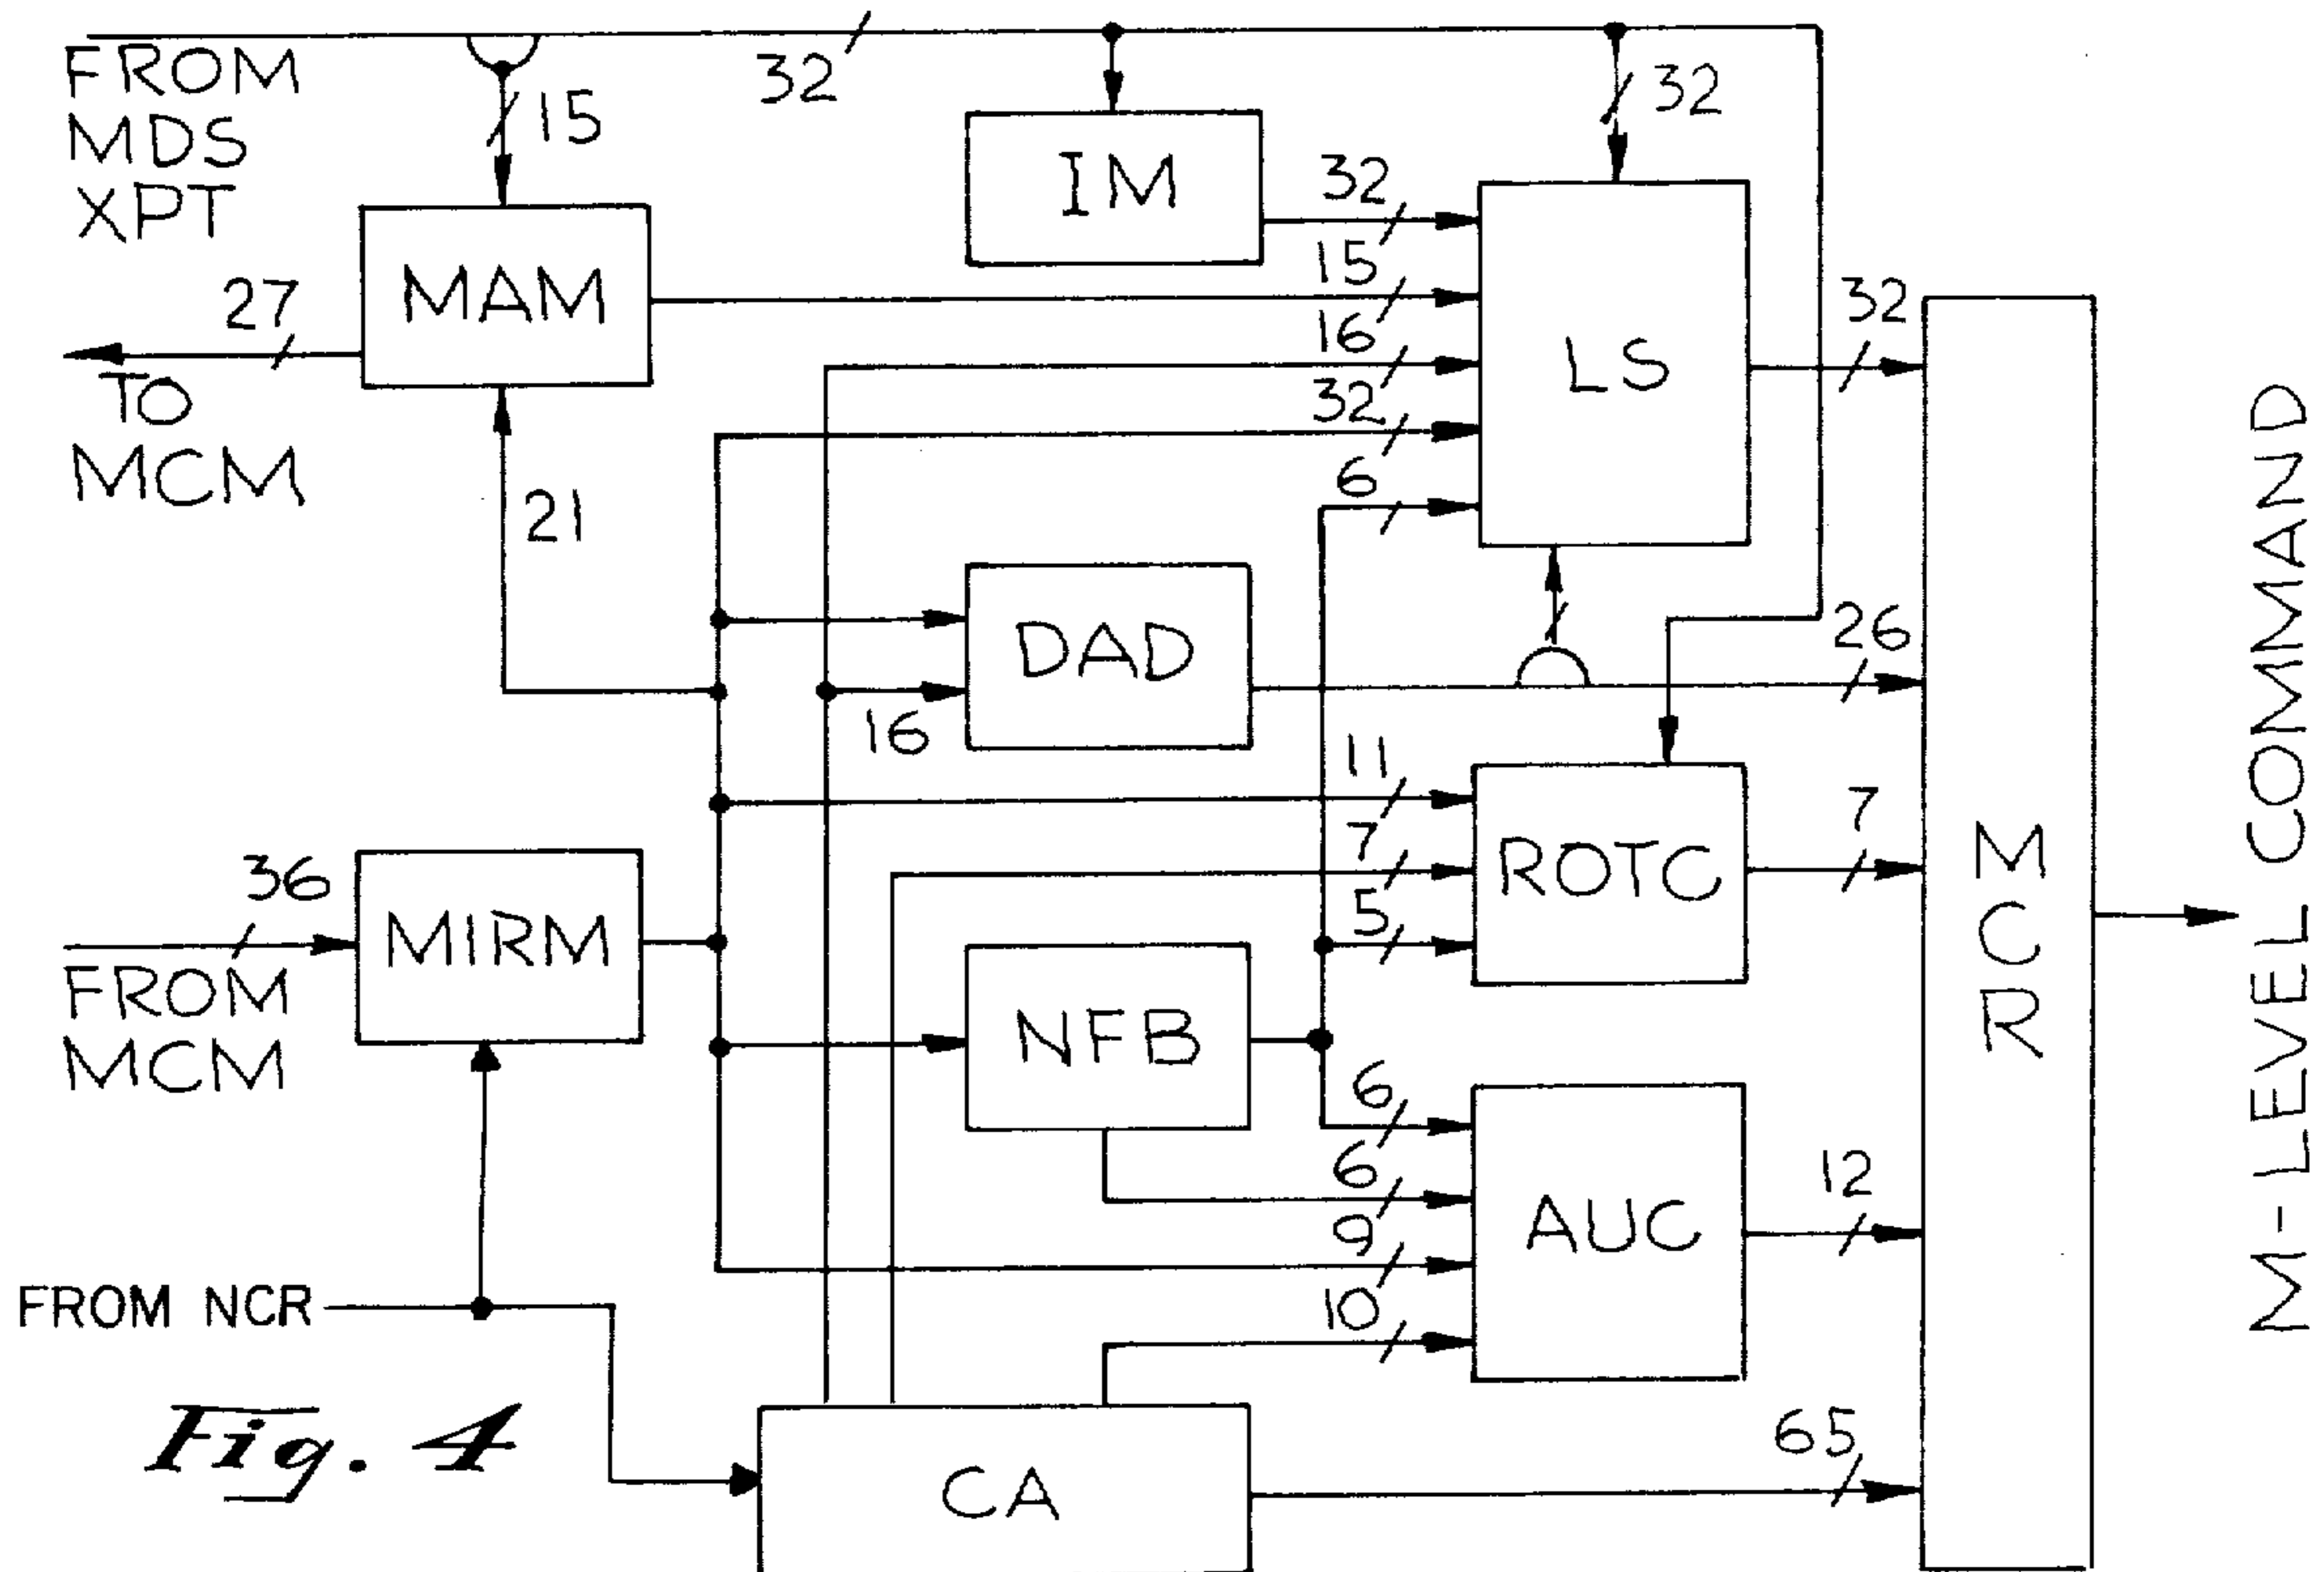 FROM
MDS
XPT
32
15
32
IM
32
15
16
32
6
MAM
27
TO
MCM
21
LS
32
DAD
16
26
11
7
5
ROTC
7
36
MIRM
FROM
MCM
NFB
6
6
9
10
AUC
12
MCR
M-LEVEL COMMAND
FROM NCR
CA
65
Fig. 4